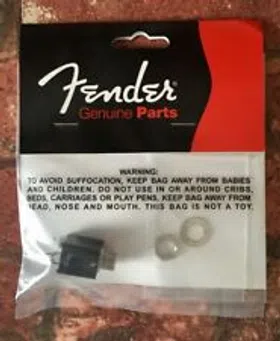 Fender
Genuine Parts
WARNING:
TO AVOID SUFFOCATION, KEEP BAG AWAY FROM BABIES
AND CHILDREN. DO NOT USE IN OR AROUND CRIBS,
BEDS, CARRIAGES OR PLAY PENS, KEEP BAG AWAY FROM
HEAD, NOSE AND MOUTH. THIS BAG IS NOT A TOY.